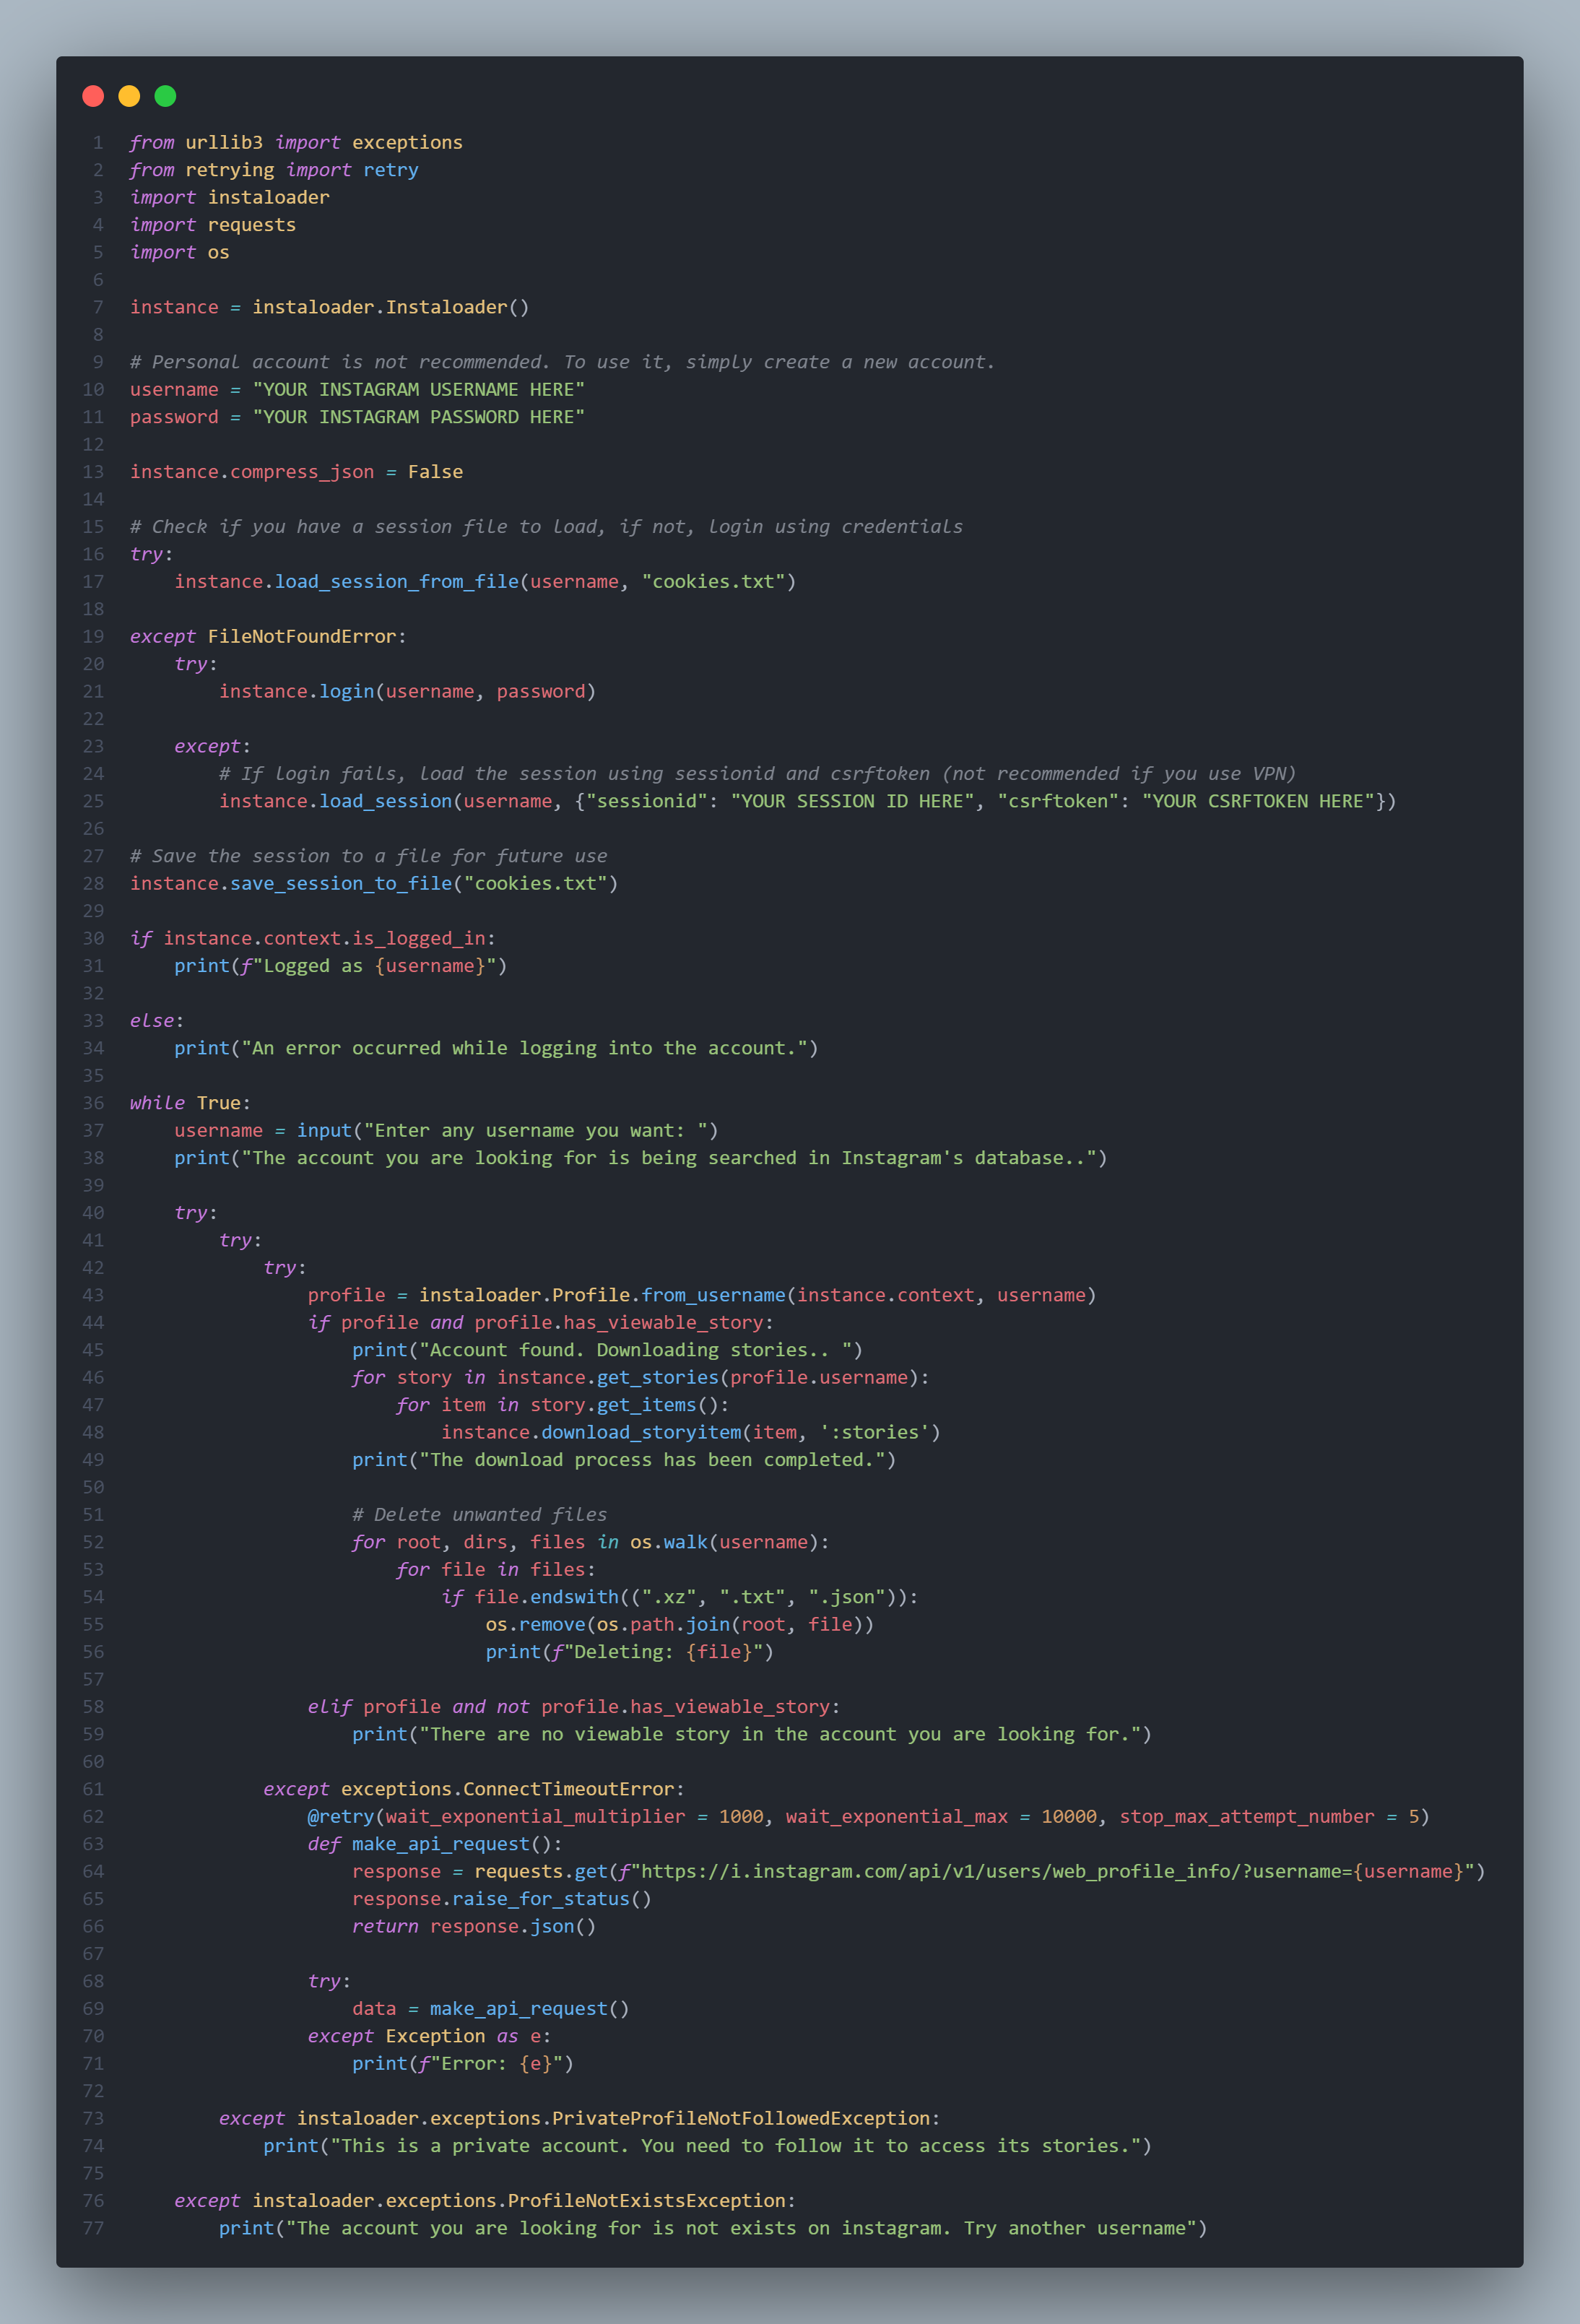 1 from urllib3 import exceptions
2 from retrying import retry
3 import instaloader
4 import requests
5 import os
6
7 instance = instaloader.Instaloader()
8
9 # Personal account is not recommended. To use it, simply create a new account.
10 username = "YOUR INSTAGRAM USERNAME HERE"
11 password = "YOUR INSTAGRAM PASSWORD HERE"
12
13 instance.compress_json = False
14
15 # Check if you have a session file to load, if not, login using credentials
16 try:
17     instance.load_session_from_file(username, "cookies.txt")
18
19 except FileNotFoundError:
20     try:
21         instance.login(username, password)
22
23     except:
24         # If login fails, load the session using sessionid and csrftoken (not recommended if you use VPN)
25         instance.load_session(username, {"sessionid": "YOUR SESSION ID HERE", "csrftoken": "YOUR CSRFTOKEN HERE"})
26
27 # Save the session to a file for future use
28 instance.save_session_to_file("cookies.txt")
29
30 if instance.context.is_logged_in:
31     print(f"Logged as {username}")
32
33 else:
34     print("An error occurred while logging into the account.")
35
36 while True:
37     username = input("Enter any username you want: ")
38     print("The account you are looking for is being searched in Instagram's database..")
39
40     try:
41         try:
42             try:
43                 profile = instaloader.Profile.from_username(instance.context, username)
44                 if profile and profile.has_viewable_story:
45                     print("Account found. Downloading stories.. ")
46                     for story in instance.get_stories(profile.username):
47                         for item in story.get_items():
48                             instance.download_storyitem(item, ':stories')
49                     print("The download process has been completed.")
50
51                     # Delete unwanted files
52                     for root, dirs, files in os.walk(username):
53                         for file in files:
54                             if file.endswith((".xz", ".txt", ".json")):
55                                 os.remove(os.path.join(root, file))
56                                 print(f"Deleting: {file}")
57
58                 elif profile and not profile.has_viewable_story:
59                     print("There are no viewable story in the account you are looking for.")
60
61             except exceptions.ConnectTimeoutError:
62                 @retry(wait_exponential_multiplier = 1000, wait_exponential_max = 10000, stop_max_attempt_number = 5)
63                 def make_api_request():
64                     response = requests.get(f"https://i.instagram.com/api/v1/users/web_profile_info/?username={username}")
65                     response.raise_for_status()
66                     return response.json()
67
68                 try:
69                     data = make_api_request()
70                 except Exception as e:
71                     print(f"Error: {e}")
72
73         except instaloader.exceptions.PrivateProfileNotFollowedException:
74             print("This is a private account. You need to follow it to access its stories.")
75
76     except instaloader.exceptions.ProfileNotExistsException:
77         print("The account you are looking for is not exists on instagram. Try another username")